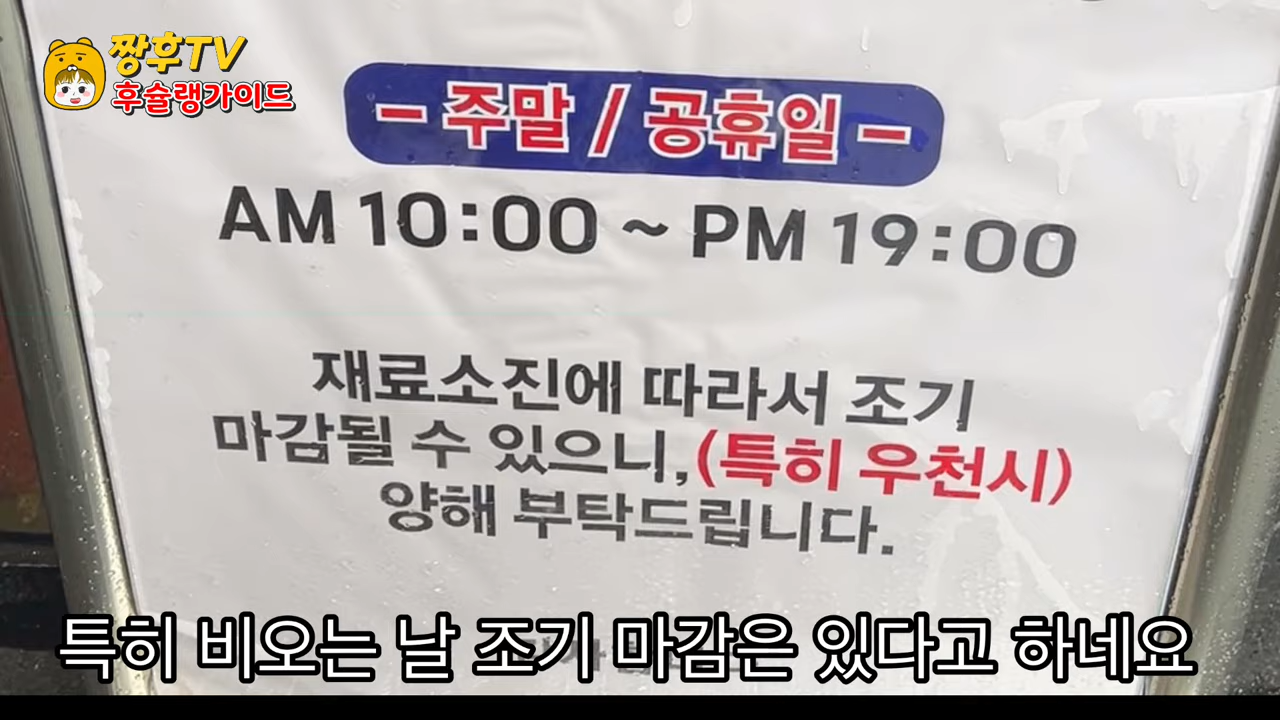 짱후TV
후슐랭가이드
- 주말 / 공휴일 -
AM 10:00 ~ PM 19:00
재료소진에 따라서 조기
마감될 수 있으니,(특히 우천시)
양해 부탁드립니다.
특히 비오는 날 조기 마감은 있다고 하네요